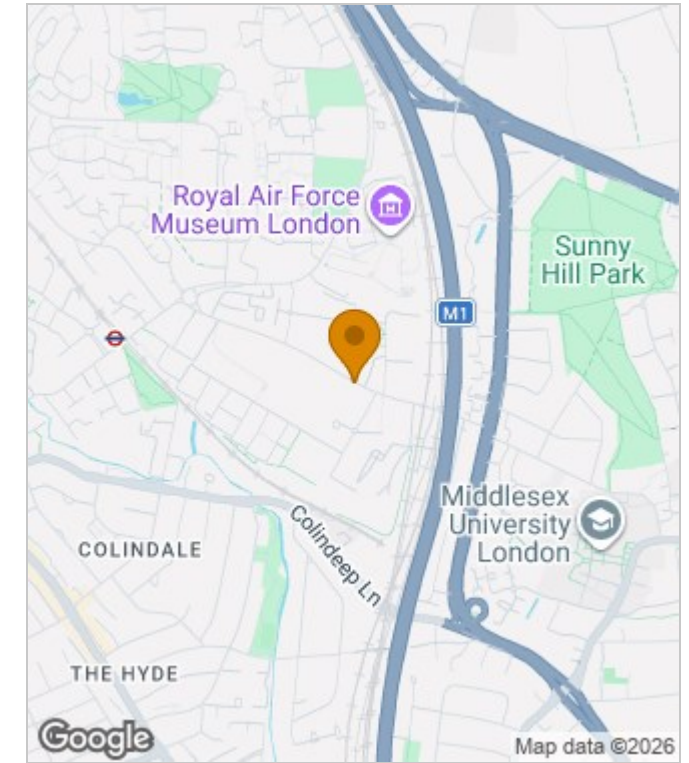 Royal Air Force
Museum London
Sunny
Hill Park
M1
Middlesex
University
London
COLINDALE
Colindeep Ln
THE HYDE
Google
Map data ©2026